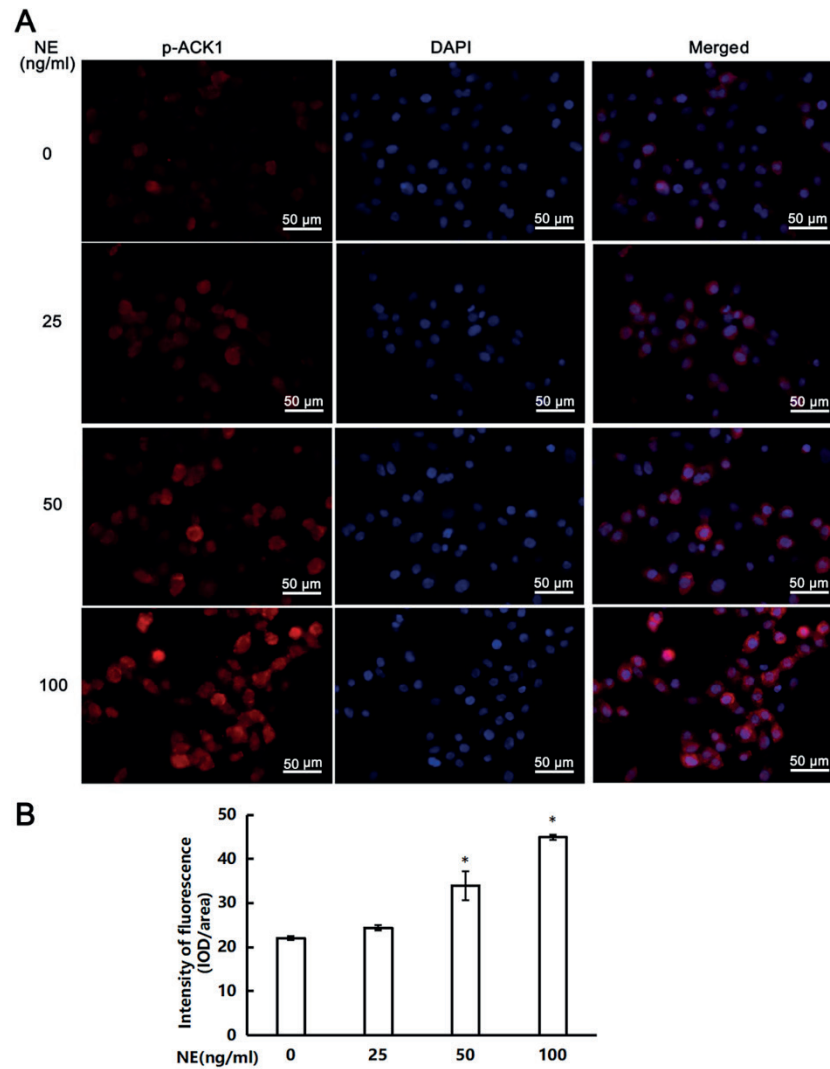 A
NE
(ng/ml)
p-ACK1 DAPI Merged
0
50 µm 50 µm 50 µm
25
50 µm 50 µm 50 µm
50
50 µm 50 µm 50 µm
100
50 µm 50 µm 50 µm
B
Intensity of fluorescence
(IOD/area)
50
40
30
20
10
0
* *
NE(ng/ml) 0 25 50 100